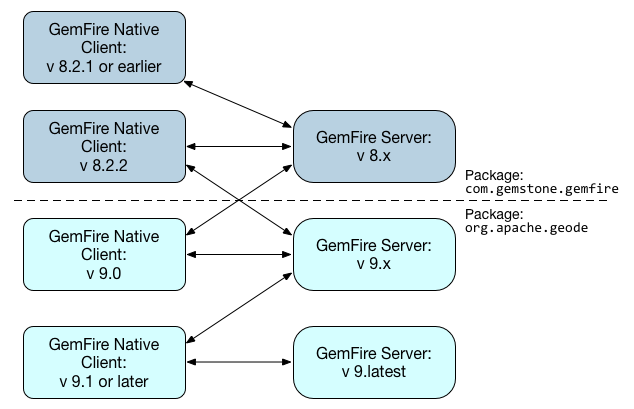 GemFire Native
Client:
v 8.2.1 or earlier
GemFire Native
Client:
v 8.2.2
GemFire Server:
v 8.x
Package:
com.gemstone.gemfire
Package:
org.apache.geode
GemFire Native
Client:
v 9.0
GemFire Server:
v 9.x
GemFire Native
Client:
v 9.1 or later
GemFire Server:
v 9.latest